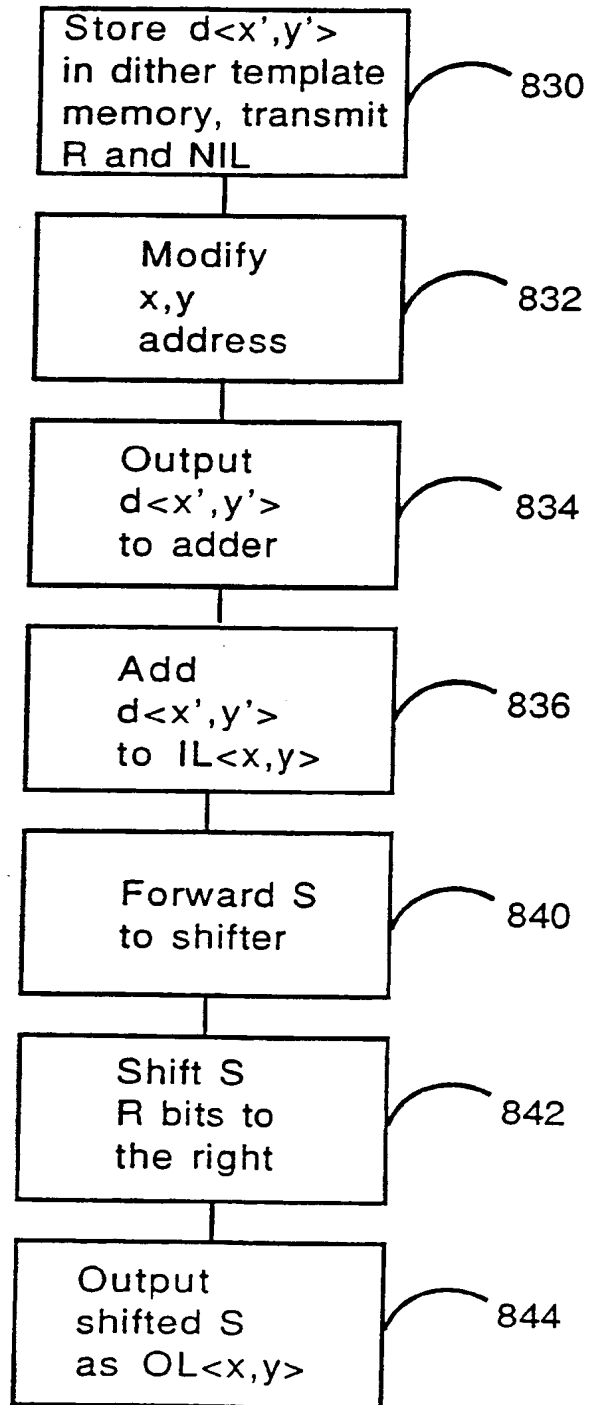 Store d<x',y'>
in dither template
memory, transmit
R and NIL
830
Modify
x,y
address
832
Output
d<x',y'>
to adder
834
Add
d<x',y'>
to IL<x,y>
836
Forward S
to shifter
840
Shift S
R bits to
the right
842
Output
shifted S
as OL<x,y>
844